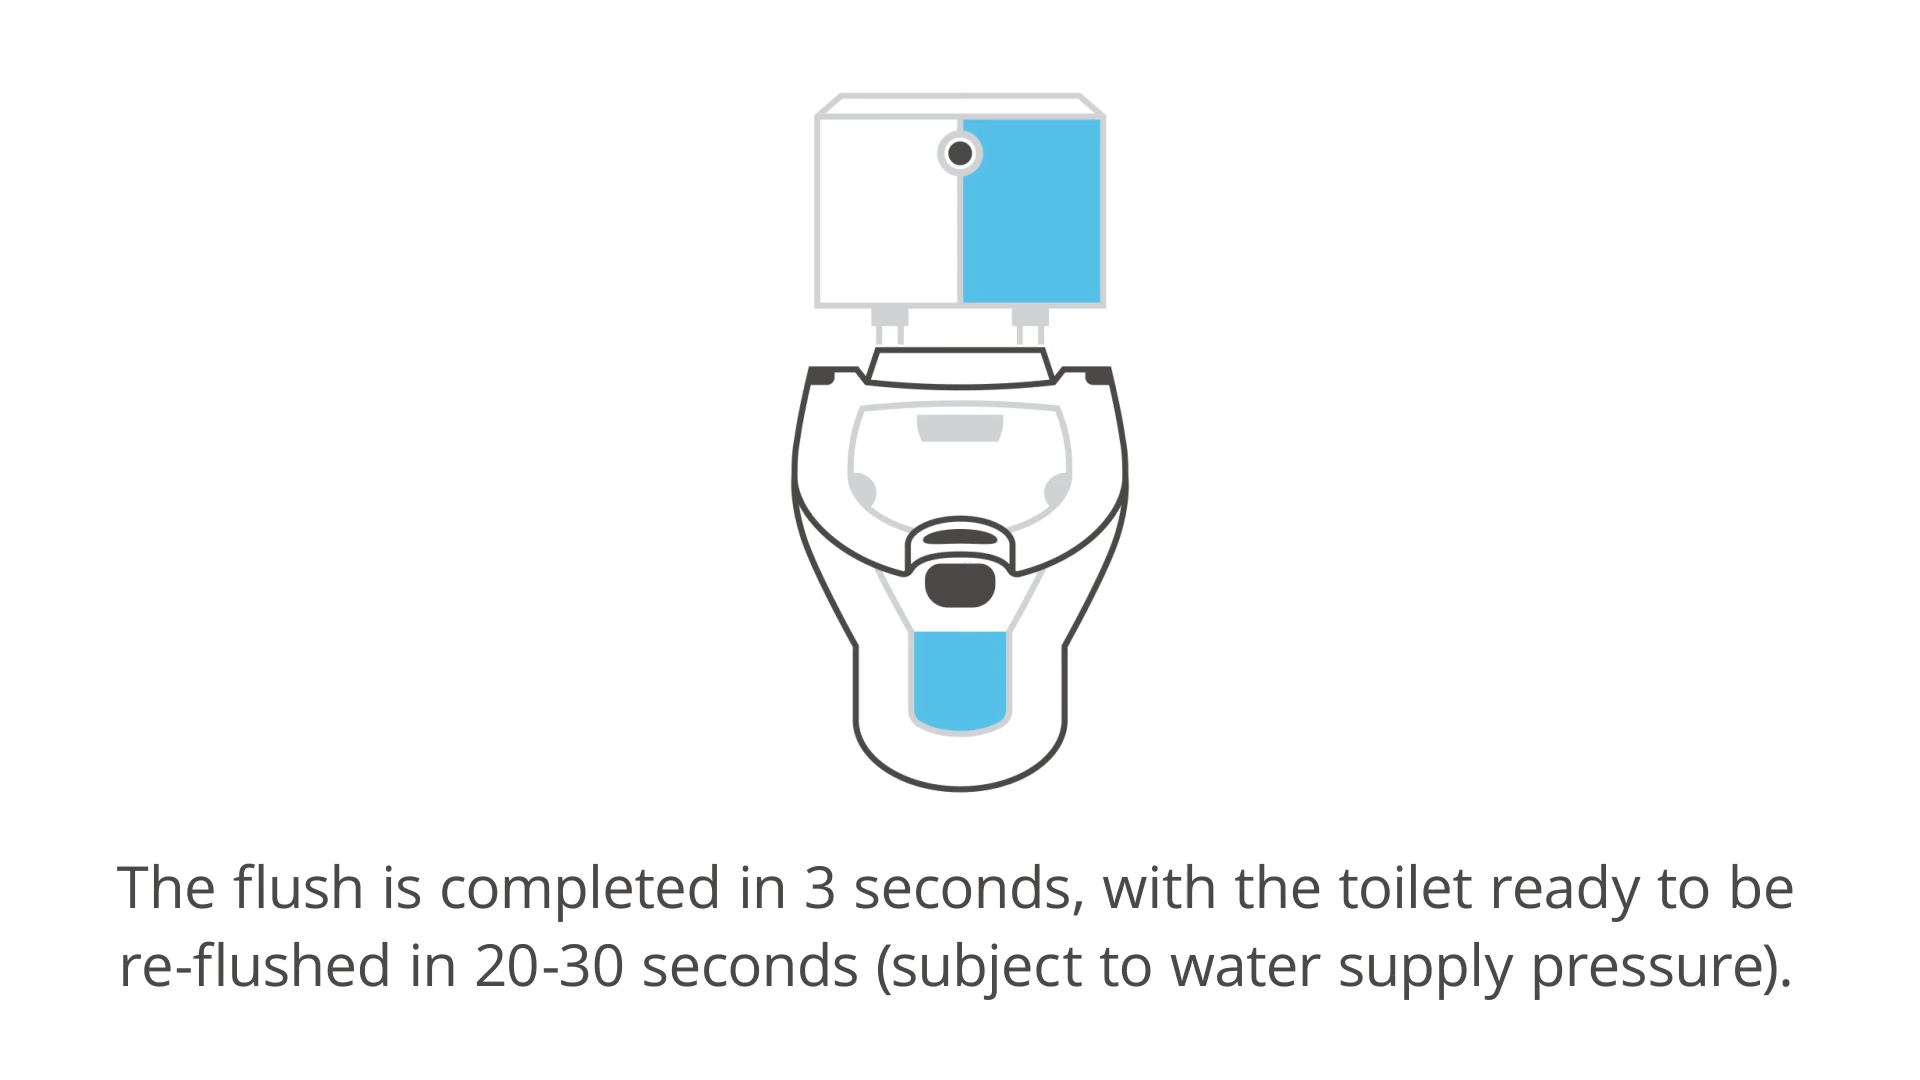 The flush is completed in 3 seconds, with the toilet ready to be
re-flushed in 20-30 seconds (subject to water supply pressure).